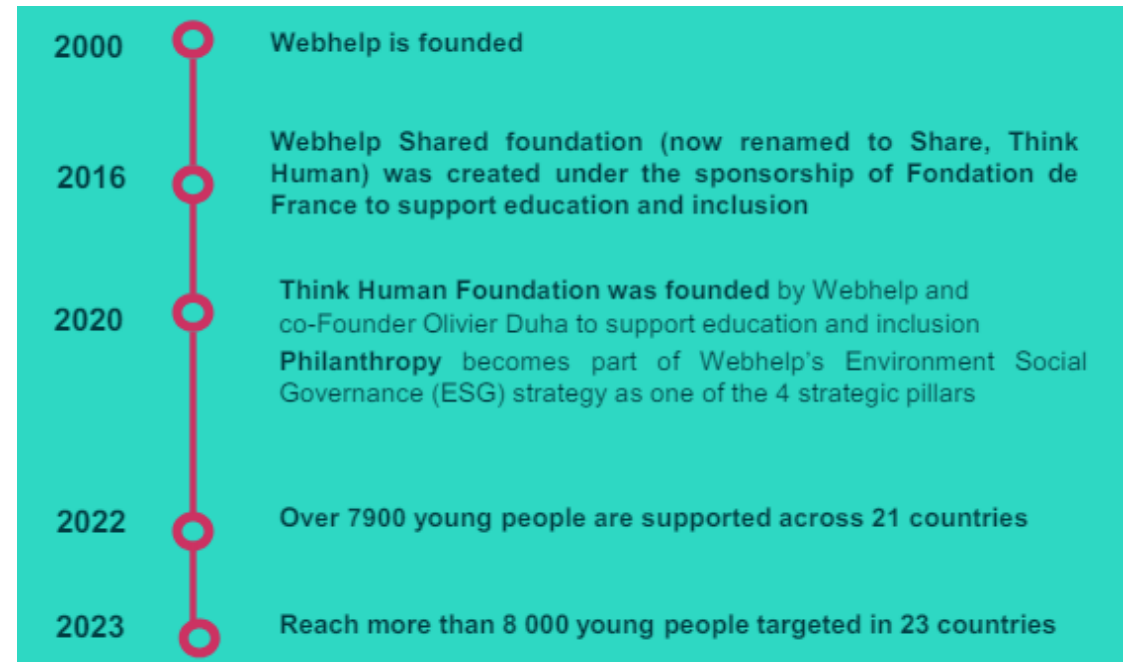 2000
Webhelp is founded
2016
Webhelp Shared foundation (now renamed to Share, Think
Human) was created under the sponsorship of Fondation de
France to support education and inclusion
2020
Think Human Foundation was founded by Webhelp and
co-Founder Olivier Duha to support education and inclusion
Philanthropy becomes part of Webhelp's Environment Social
Governance (ESG) strategy as one of the 4 strategic pillars
2022
Over 7900 young people are supported across 21 countries
2023
Reach more than 8 000 young people targeted in 23 countries